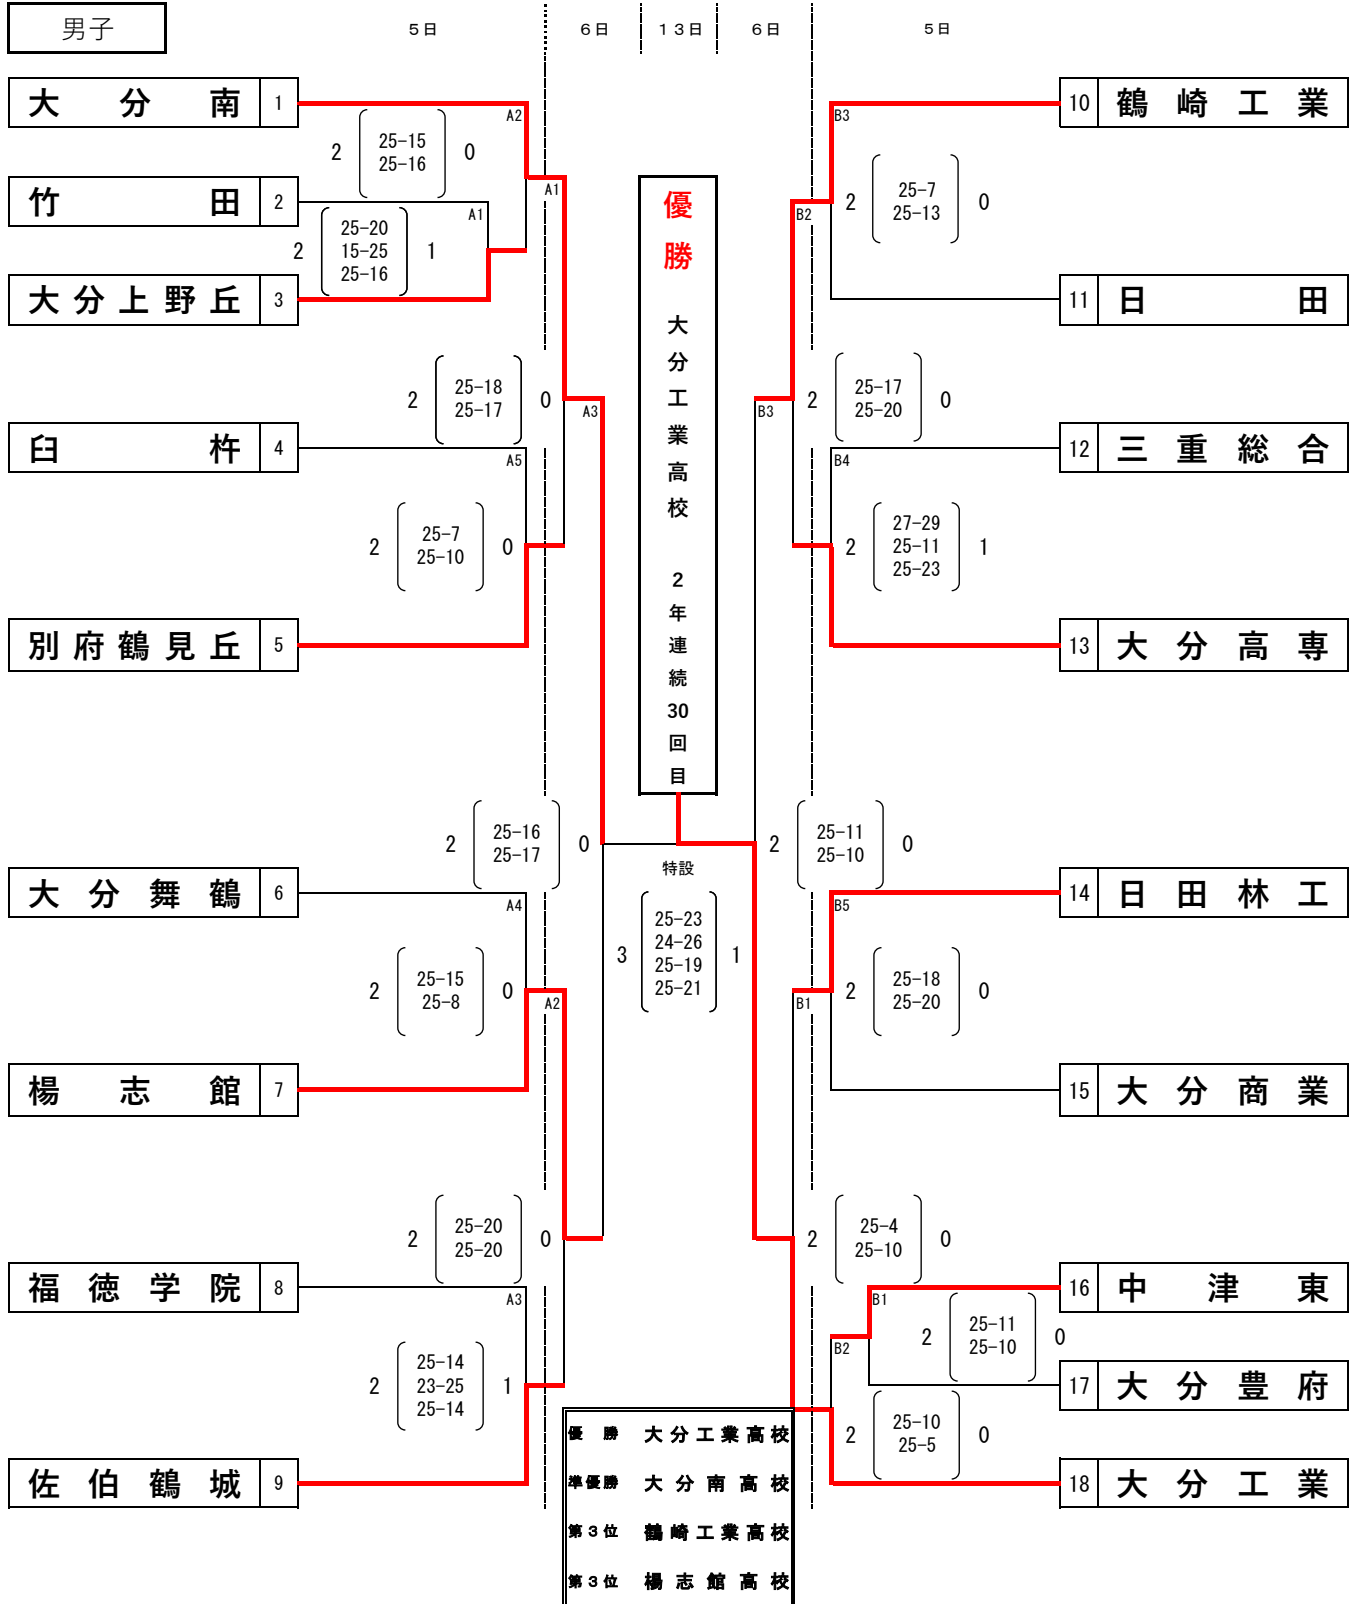 男子
5日
6日
13日
6日
5日
大分南 1
竹田 2
大分上野丘 3
臼杵 4
別府鶴見丘 5
大分舞鶴 6
楊志館 7
福徳学院 8
佐伯鶴城 9
10 鶴崎工業
11 日田
12 三重総合
13 大分高専
14 日田林工
15 大分商業
16 中津東
17 大分豊府
18 大分工業
A2
2 25-15 0
25-16
A1
A1
25-20
2 15-25 1
25-16
2 25-18 0
25-17
A3
A5
2 25-7 0
25-10
2 25-16 0
25-17
A4
2 25-15 0
25-8
A2
2 25-20 0
25-20
A3
25-14
2 23-25 1
25-14
優勝
大分工業高校
2年連続30回目
特設
25-23
24-26
3 25-19 1
25-21
B3
2 25-7 0
25-13
B2
2 25-17 0
25-20
B3
B4
27-29
2 25-11 1
25-23
2 25-11 0
25-10
B5
2 25-18 0
25-20
B1
2 25-4 0
25-10
B1
2 25-11 0
25-10
B2
2 25-10 0
25-5
優勝 大分工業高校
準優勝 大分南高校
第3位 鶴崎工業高校
第3位 楊志館高校